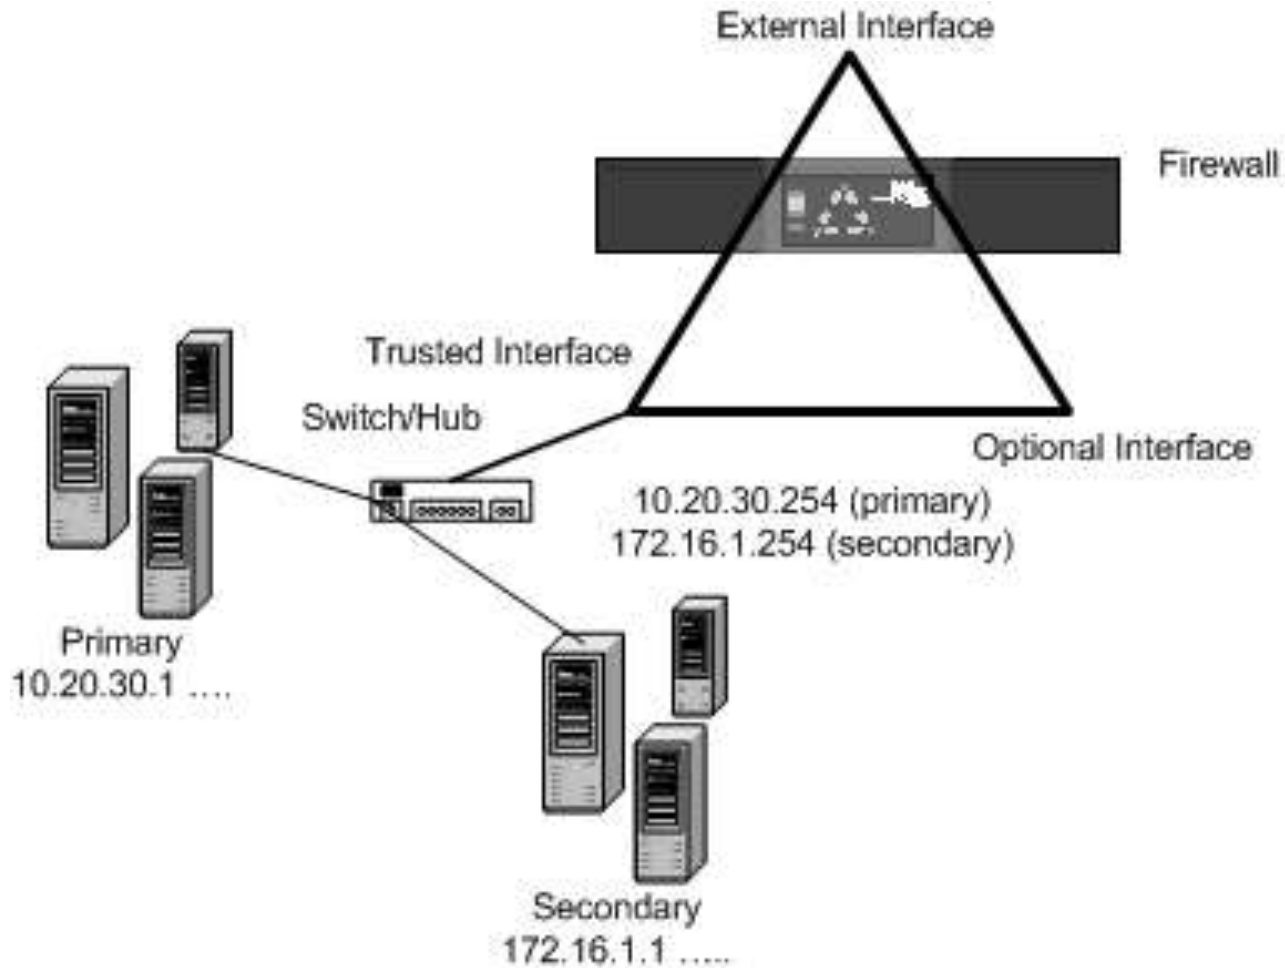 External Interface
Firewall
Trusted Interface
Switch/Hub
Optional Interface
10.20.30.254 (primary)
172.16.1.254 (secondary)
Primary
10.20.30.1 ....
Secondary
172.16.1.1 .....